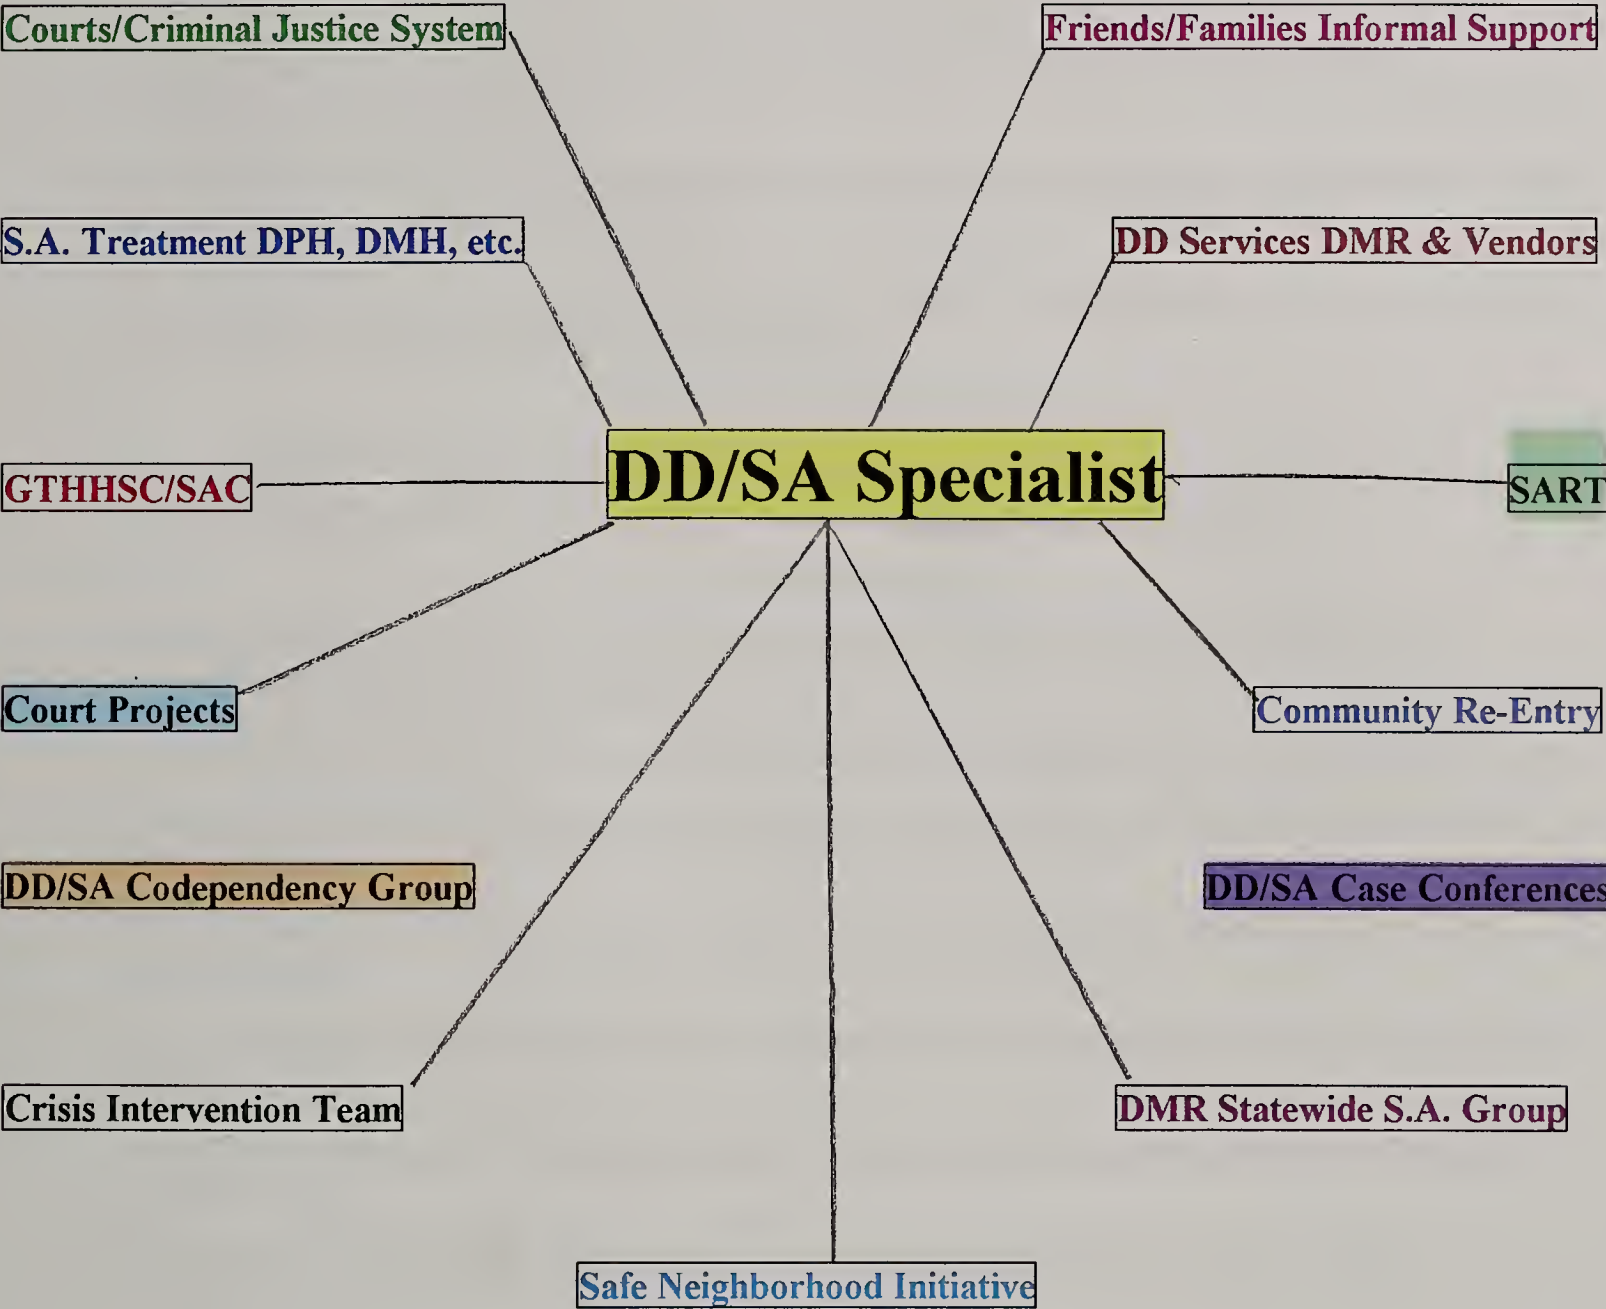 Courts/Criminal Justice System
Friends/Families Informal Support
S.A. Treatment DPH, DMH, etc.
DD Services DMR & Vendors
DD/SA Specialist
GTHHSC/SAC
SART
Court Projects
Community Re-Entry
DD/SA Codependency Group
DD/SA Case Conferences
Crisis Intervention Team
DMR Statewide S.A. Group
Safe Neighborhood Initiative